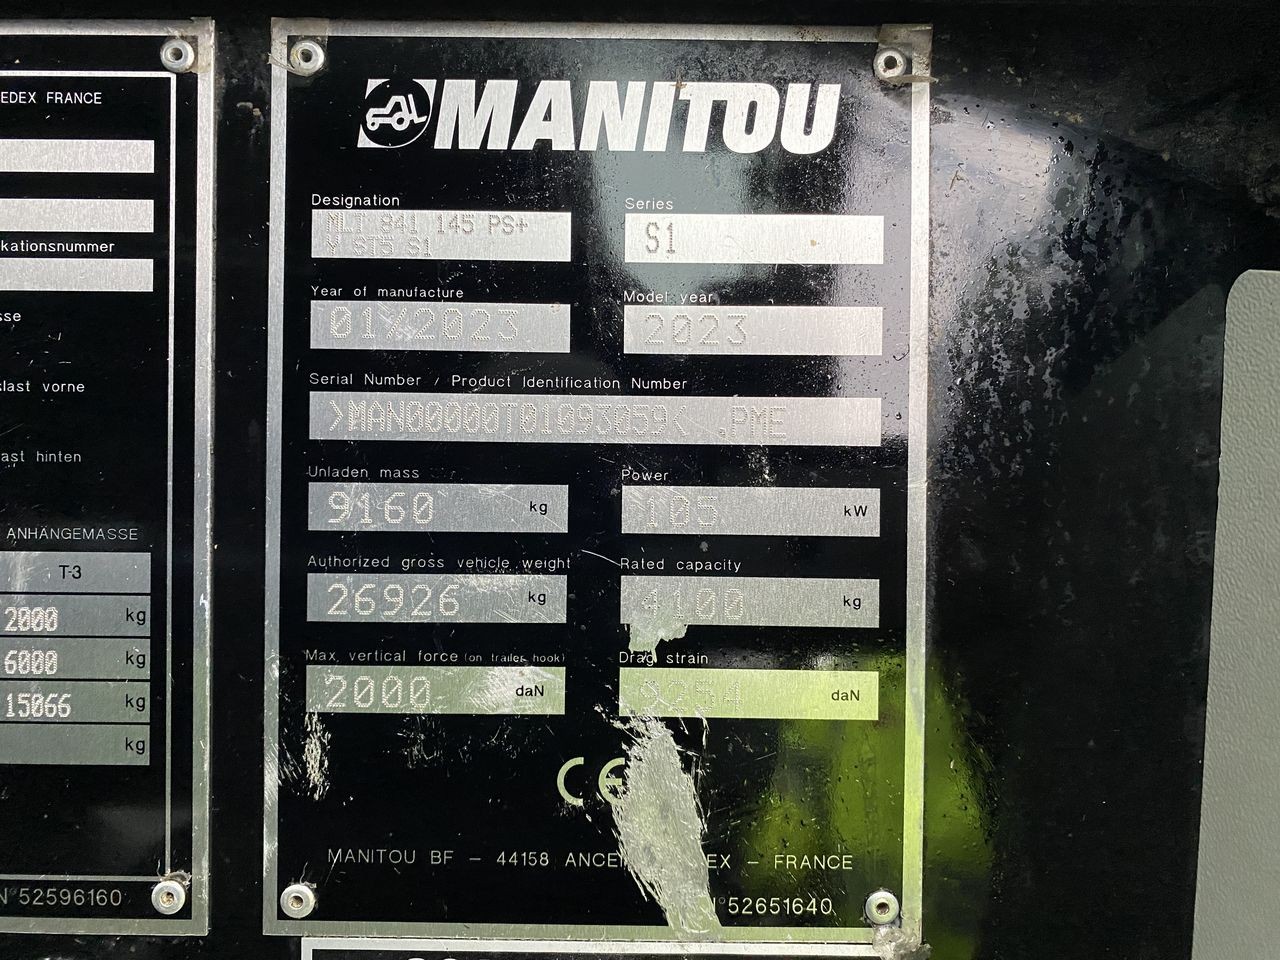 EDEX FRANCE
kationsnummer
sse
slast vorne
ast hinten
ANHÄNGEMASSE
T-3
2000 kg
6000 kg
15066 kg
kg
N° 52596160
MANITOU
Designation
MLT 841 145 PS+
V ST5 S1
Series
S1
Year of manufacture
01/2023
Model year
2023
Serial Number / Product Identification Number
>MAN00000T01093059< .PME
Unladen mass
9160 kg
Power
105 kW
Authorized gross vehicle weight
26926 kg
Rated capacity
4100 kg
Max. vertical force (on trailer hook)
2000 daN
Drag strain
925 daN
CE
MANITOU BF - 44158 ANCE EX - FRANCE
N°52651640